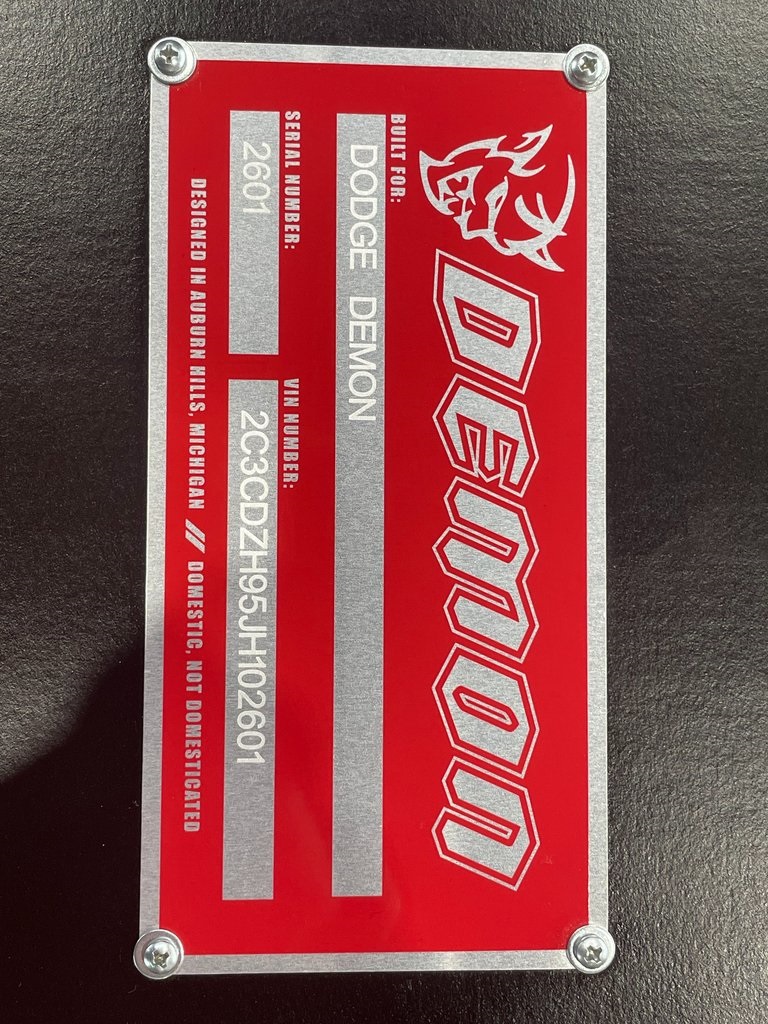 DEMON
BUILT FOR:
DODGE DEMON
SERIAL NUMBER: VIN NUMBER:
2601 2C3CDZH95JH102601
DESIGNED IN AUBURN HILLS, MICHIGAN // DOMESTIC, NOT DOMESTICATED